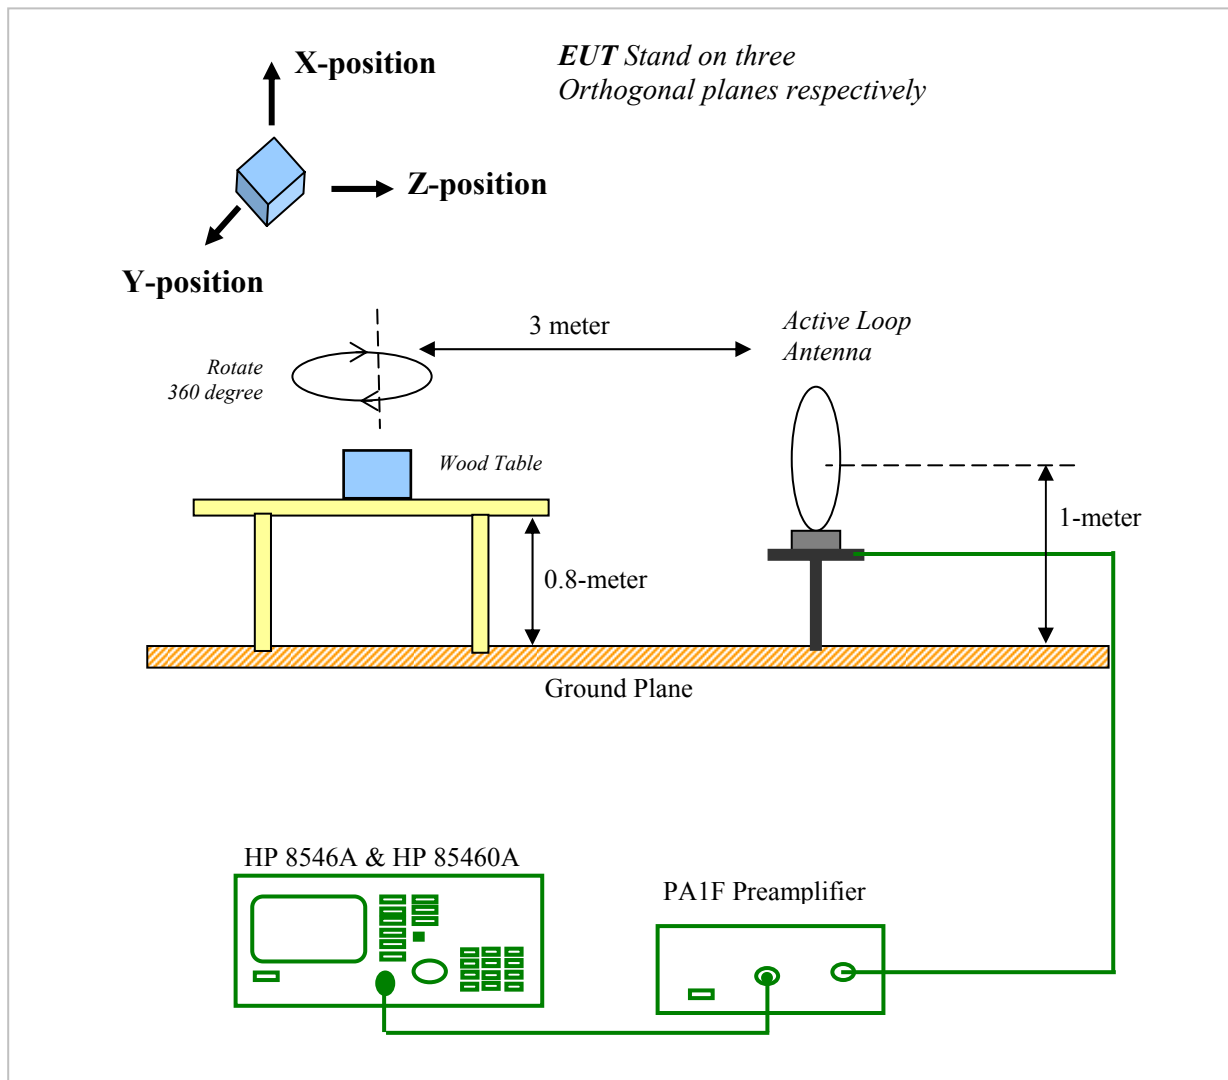 X-position
EUT Stand on three
Orthogonal planes respectively
Z-position
Y-position
3 meter
Active Loop
Antenna
Rotate
360 degree
Wood Table
1-meter
0.8-meter
Ground Plane
HP 8546A & HP 85460A
PA1F Preamplifier